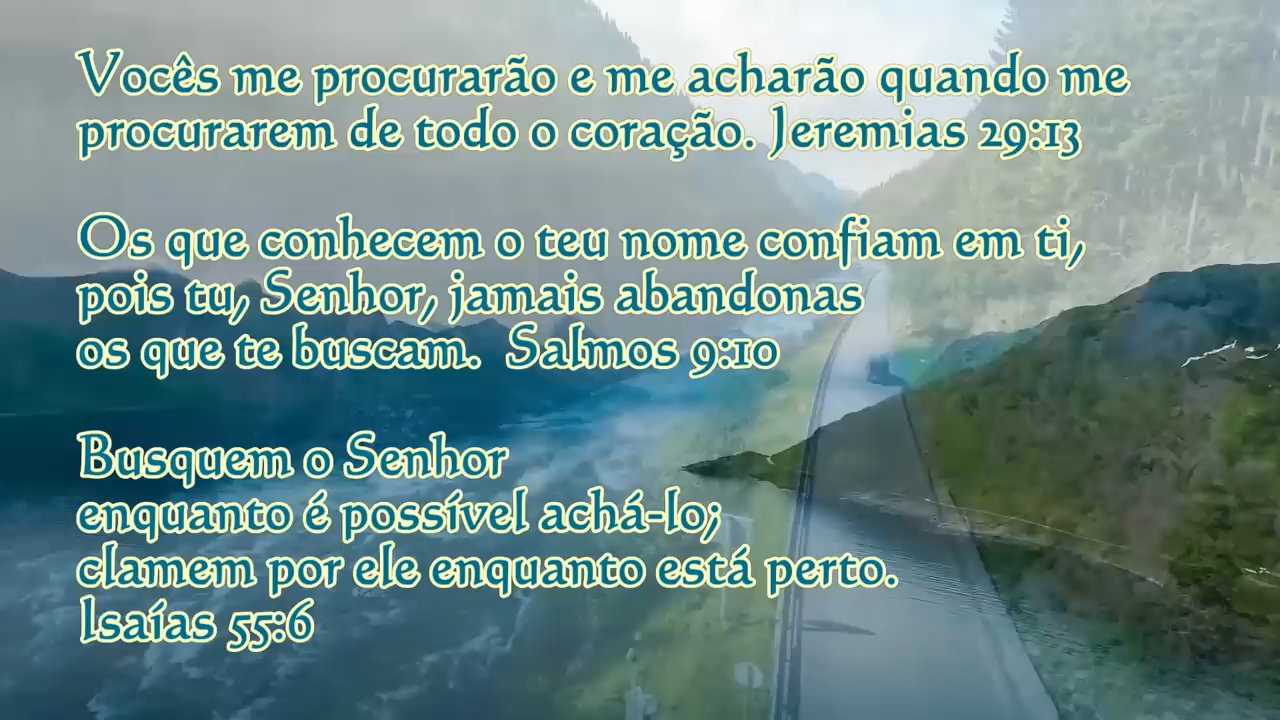 Vocês me procurarão e me acharão quando me
procurarem de todo o coração. Jeremias 29:13
Os que conhecem o teu nome confiam em ti,
pois tu, Senhor, jamais abandonas
os que te buscam. Salmos 9:10
Busquem o Senhor
enquanto é possível achá-lo;
clamem por ele enquanto está perto.
Isaías 55:6